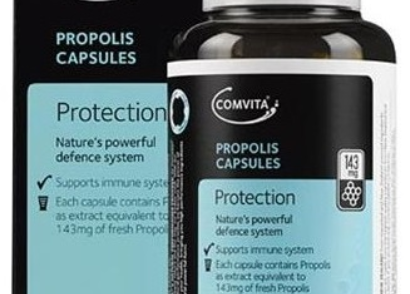 PROPOLIS
CAPSULES
Protection
Nature's powerful
defence system
Supports immune syste
Each capsule contains P
as extract equivalent to
143mg of fresh Propol
COMVITA
PROPOLIS
CAPSULES
143
mg
Protection
Nature's powerful
defence system
Supports immune system
Each capsule contains Propolis
as extract equivalent to
143mg of fresh Propolis